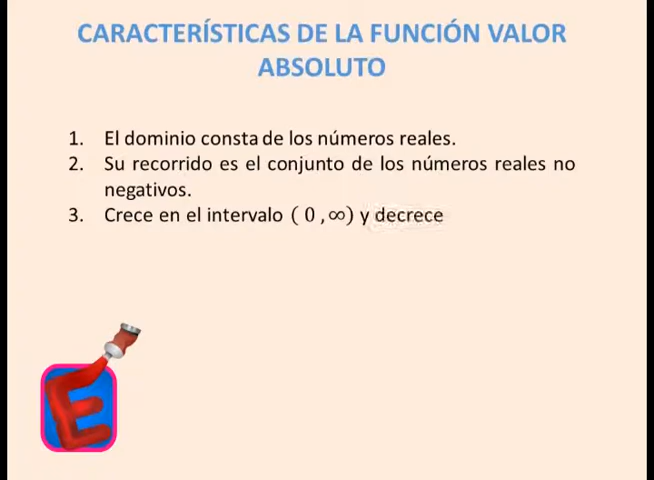 CARACTERÍSTICAS DE LA FUNCIÓN VALOR
ABSOLUTO
1. El dominio consta de los números reales.
2. Su recorrido es el conjunto de los números reales no
negativos.
3. Crece en el intervalo ( 0 , ∞) y decrece
E